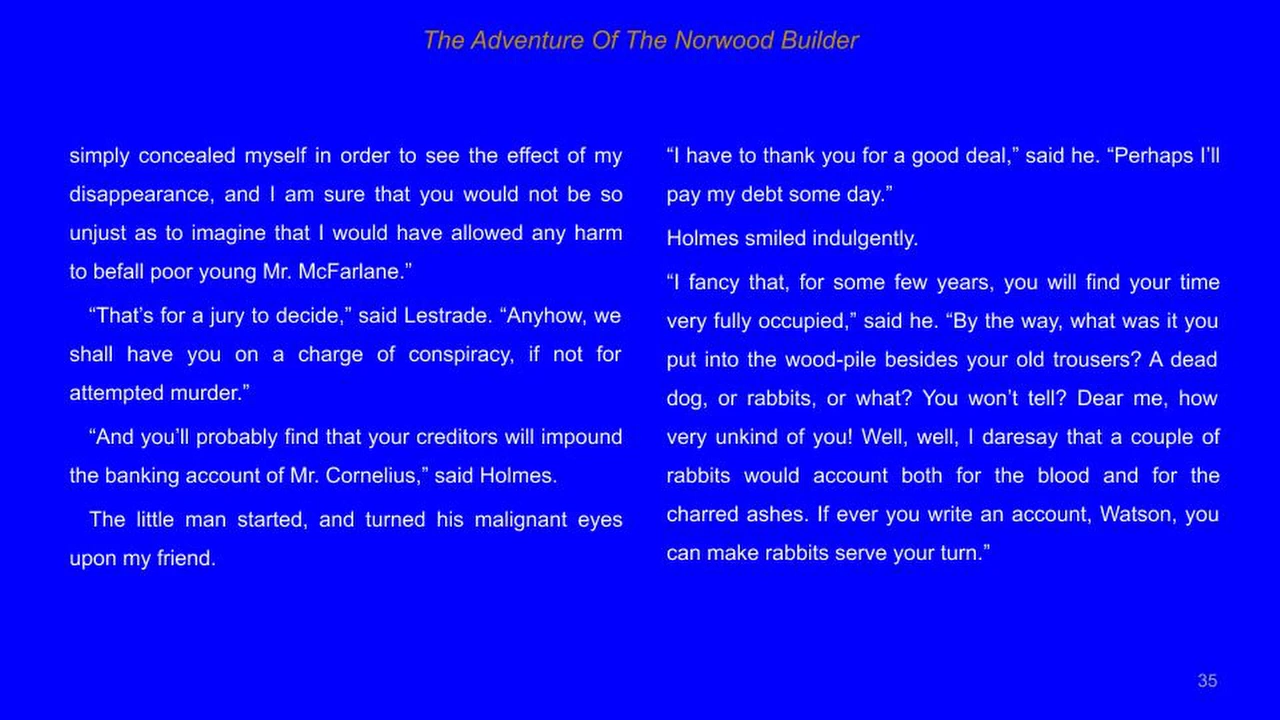 The Adventure Of The Norwood Builder
simply concealed myself in order to see the effect of my
disappearance, and I am sure that you would not be so
unjust as to imagine that I would have allowed any harm
to befall poor young Mr. McFarlane.”
“That’s for a jury to decide,” said Lestrade. “Anyhow, we
shall have you on a charge of conspiracy, if not for
attempted murder.”
“And you’ll probably find that your creditors will impound
the banking account of Mr. Cornelius,” said Holmes.
The little man started, and turned his malignant eyes
upon my friend.
“I have to thank you for a good deal,” said he. “Perhaps I’ll
pay my debt some day.”
Holmes smiled indulgently.
“I fancy that, for some few years, you will find your time
very fully occupied,” said he. “By the way, what was it you
put into the wood-pile besides your old trousers? A dead
dog, or rabbits, or what? You won’t tell? Dear me, how
very unkind of you! Well, well, I daresay that a couple of
rabbits would account both for the blood and for the
charred ashes. If ever you write an account, Watson, you
can make rabbits serve your turn.”
35